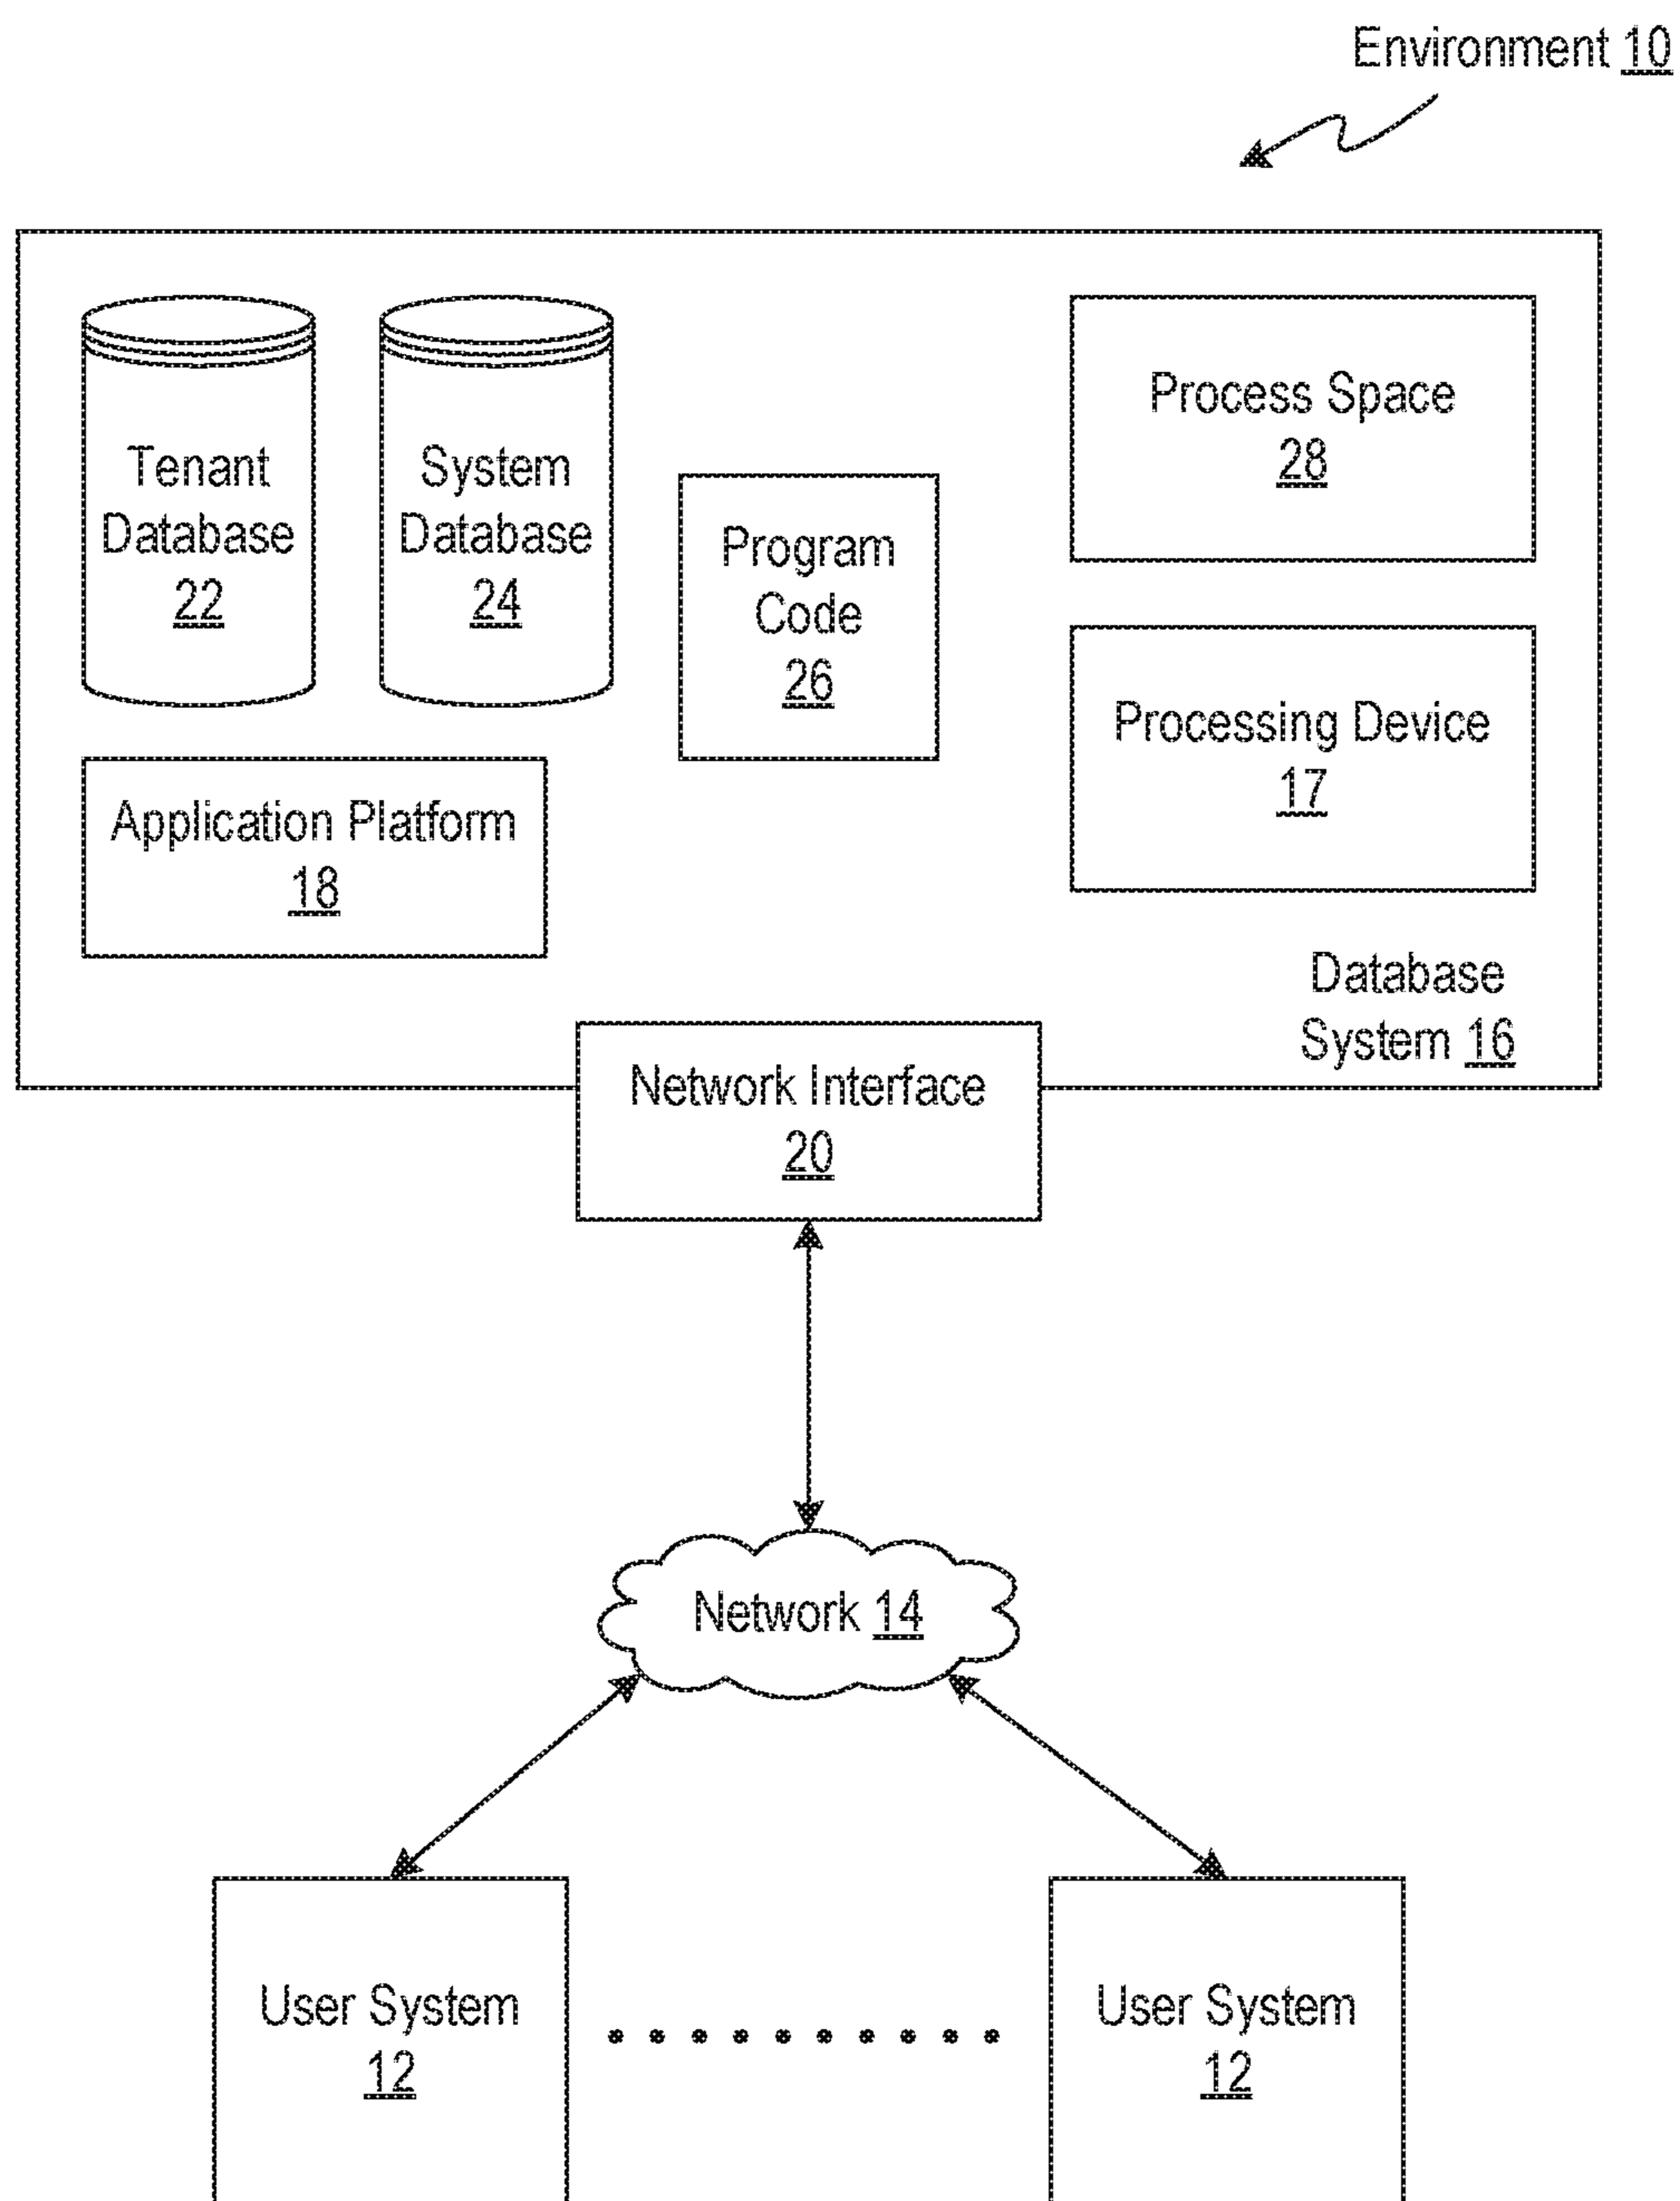 Environment 10
Tenant
Database
22
System
Database
24
Program
Code
26
Process Space
28
Processing Device
17
Application Platform
18
Database
System 16
Network Interface
20
Network 14
User System
12
User System
12